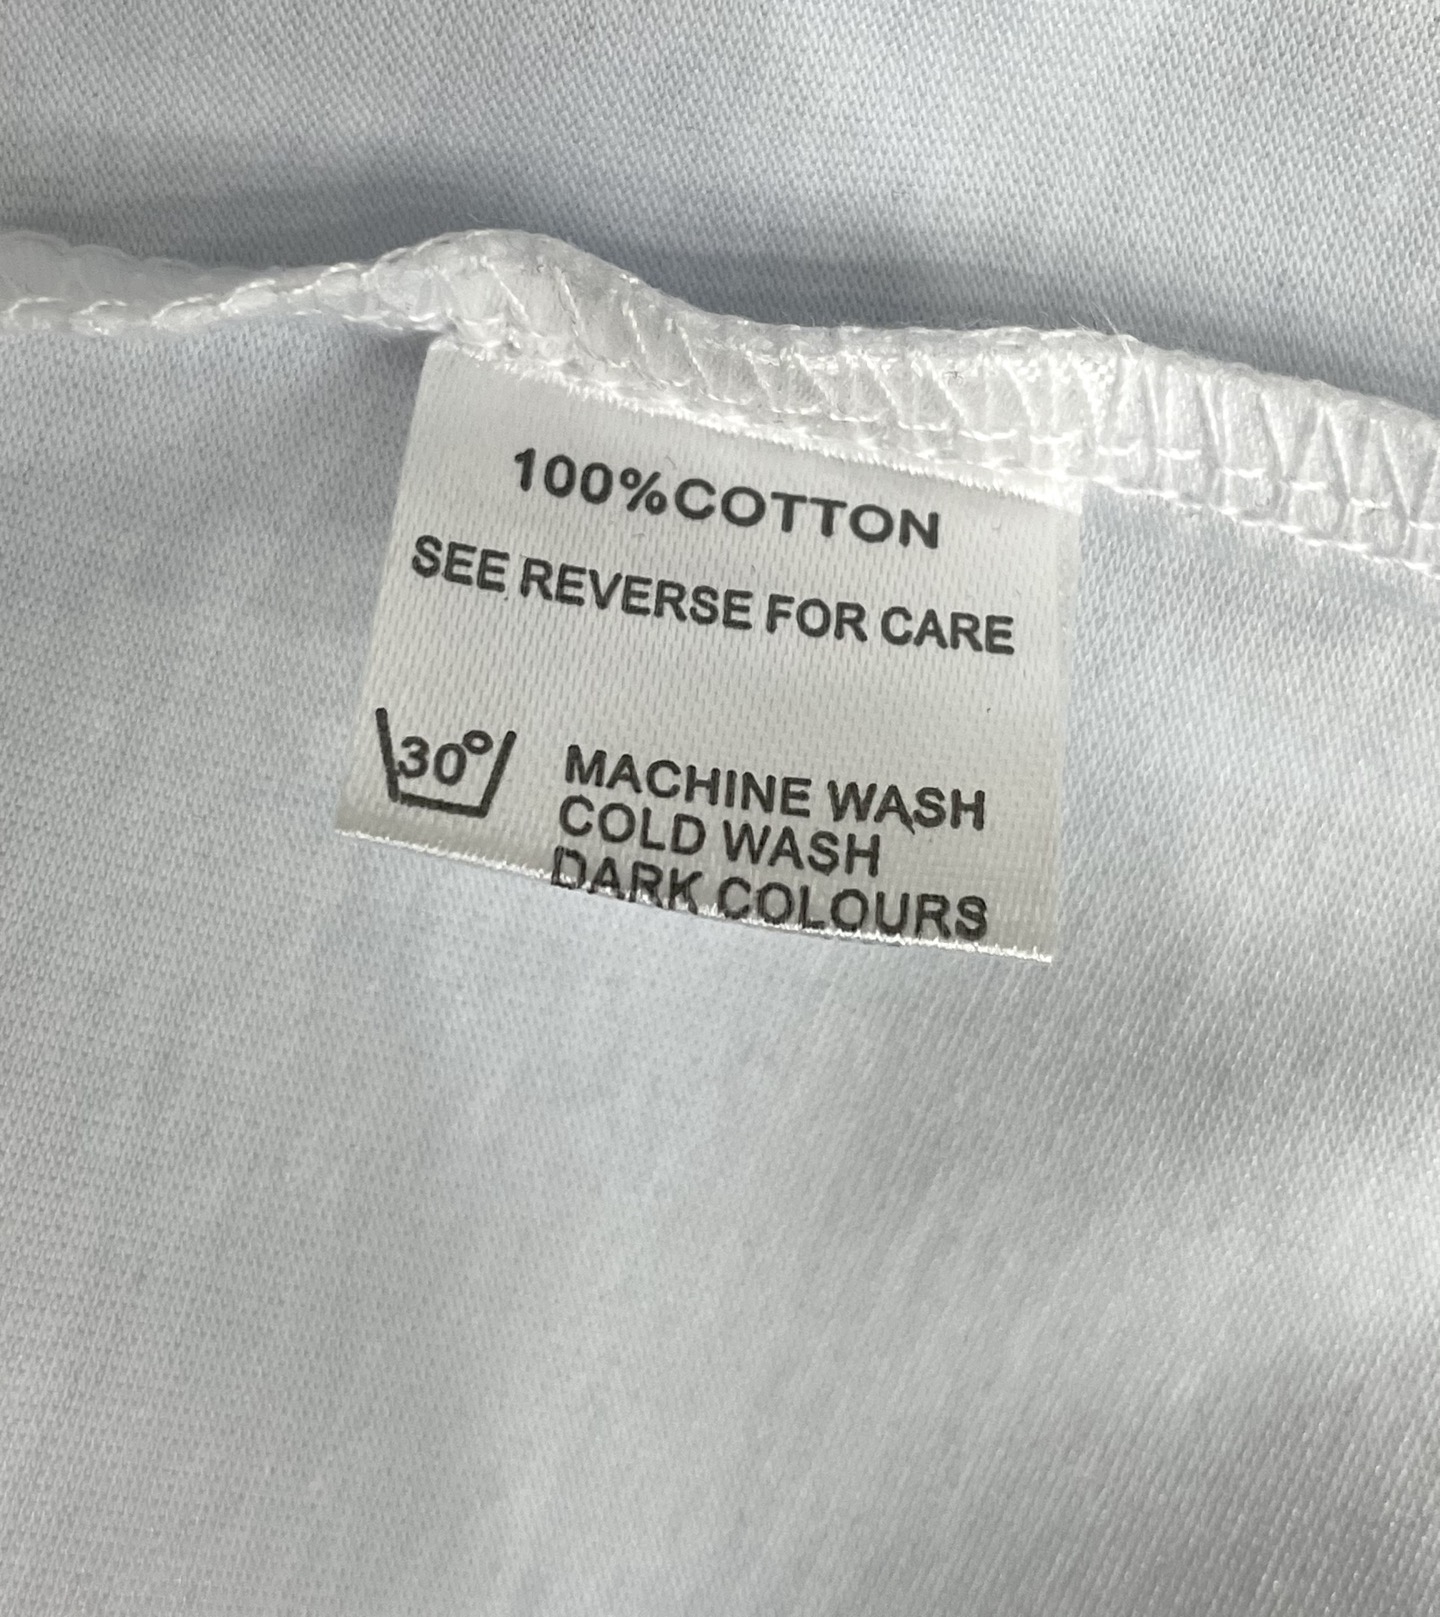 100%COTTON
SEE REVERSE FOR CARE
30°
MACHINE WASH
COLD WASH
DARK COLOURS